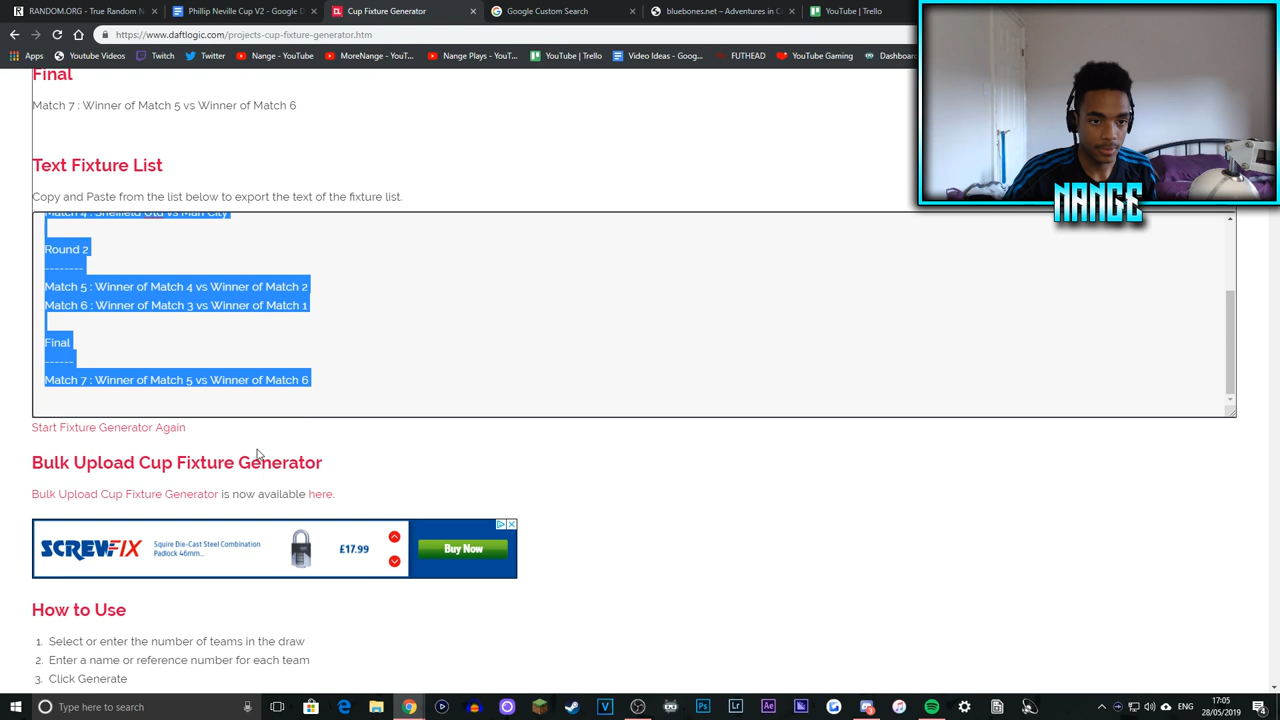 RANDOM.ORG - True Random N
Phillip Neville Cup V2 - Google D
Cup Fixture Generator
Google Custom Search
bluebones.net – Adventures in C
YouTube | Trello
https://www.daftlogic.com/projects-cup-fixture-generator.htm
Apps
Youtube Videos
Twitch
Twitter
Nange - YouTube
MoreNange - YouT...
Nange Plays - YouT...
YouTube | Trello
Video Ideas - Goog...
FUTHEAD
YouTube Gaming
Dashboard
Final
Match 7 : Winner of Match 5 vs Winner of Match 6
Text Fixture List
Copy and Paste from the list below to export the text of the fixture list.
Match 4 : Sheffield Utd vs Man City
Round 2
--------
Match 5 : Winner of Match 4 vs Winner of Match 2
Match 6 : Winner of Match 3 vs Winner of Match 1
Final
------
Match 7 : Winner of Match 5 vs Winner of Match 6
Start Fixture Generator Again
Bulk Upload Cup Fixture Generator
Bulk Upload Cup Fixture Generator is now available here.
SCREWFIX
Squire Die-Cast Steel Combination
Padlock 46mm...
£17.99
Buy Now
How to Use
1. Select or enter the number of teams in the draw
2. Enter a name or reference number for each team
3. Click Generate
NANGE
Type here to search
17:05
28/05/2019
4